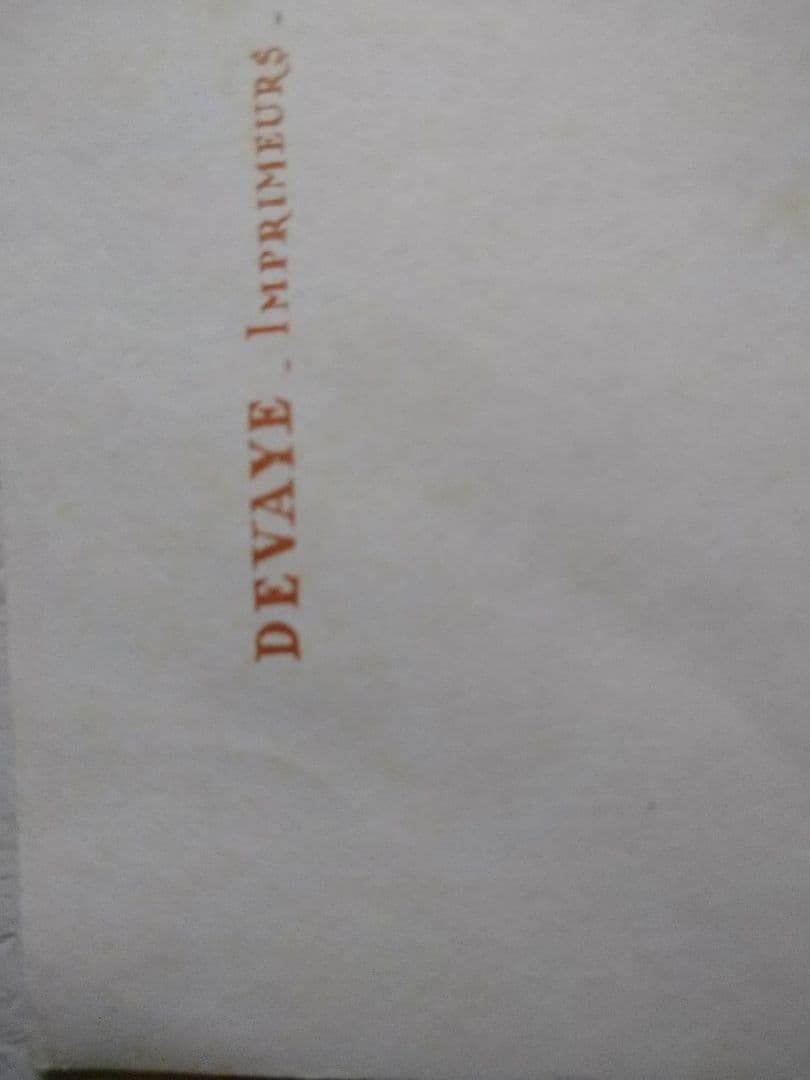 DEVAYE . IMPRIMEURS .